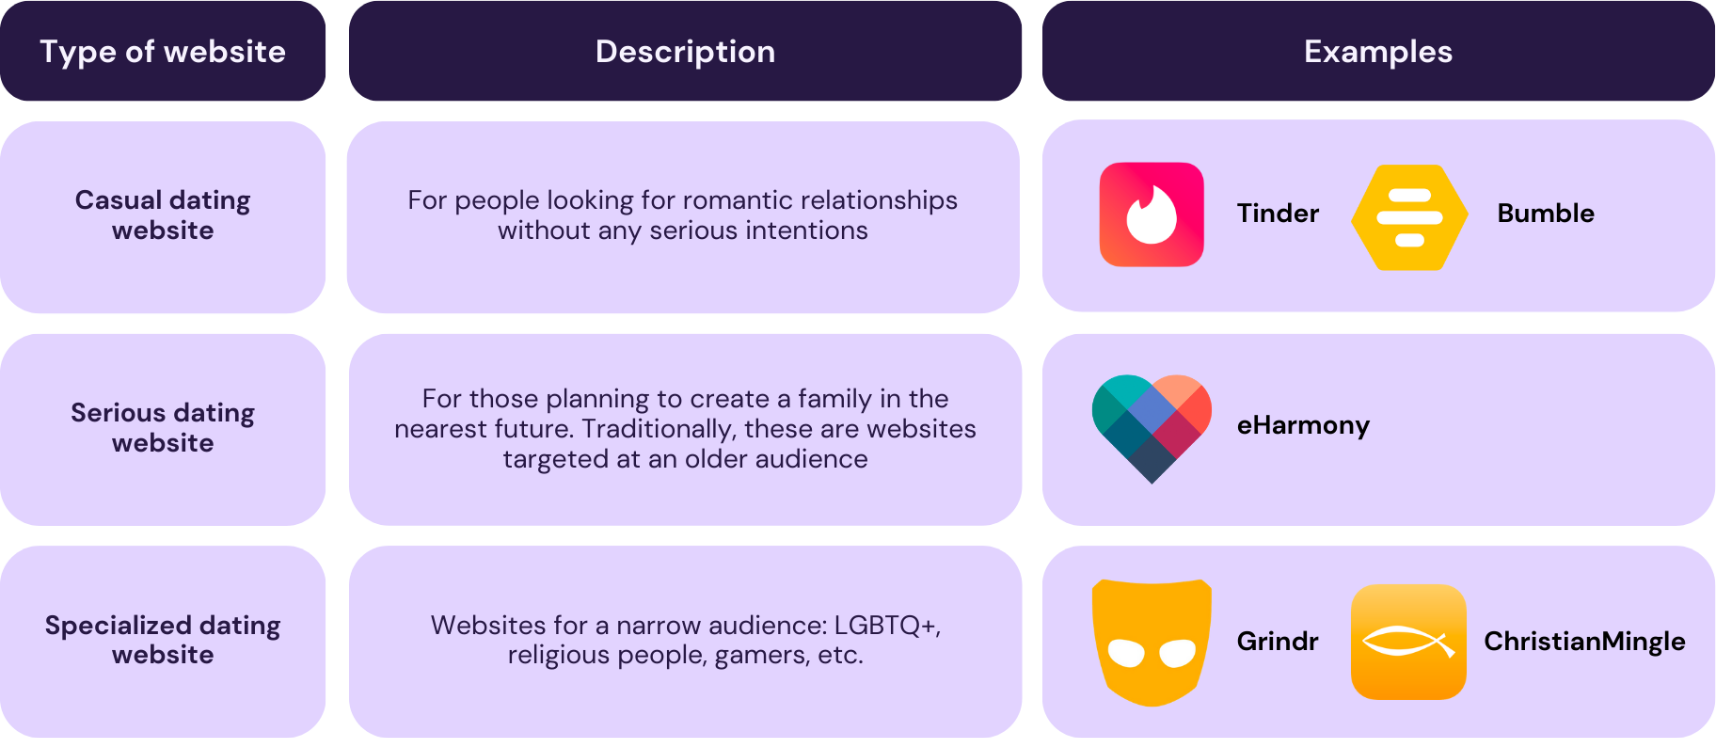 Type of website
Description
Examples
Casual dating
website
For people looking for romantic relationships
without any serious intentions
Tinder
Bumble
Serious dating
website
For those planning to create a family in the
nearest future. Traditionally, these are websites
targeted at an older audience
eHarmony
Specialized dating
website
Websites for a narrow audience: LGBTQ+,
religious people, gamers, etc.
Grindr
ChristianMingle